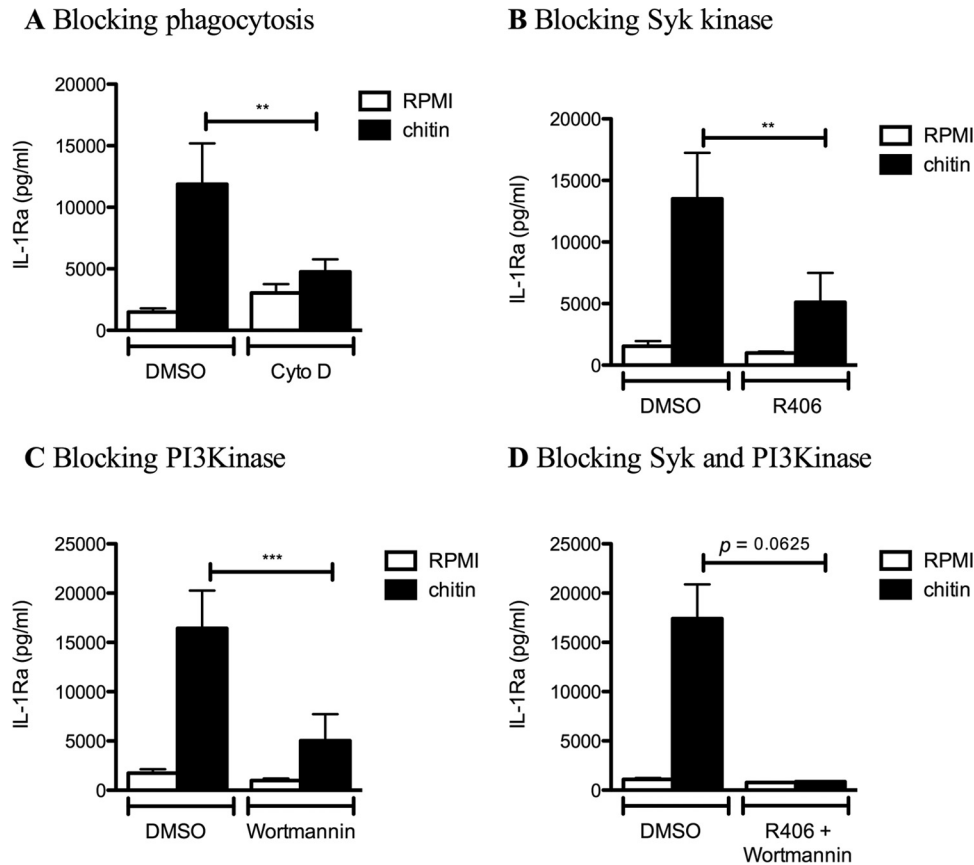 A Blocking phagocytosis
20000
15000
10000
5000
0
IL-1Ra (pg/ml)
**
RPMI
chitin
DMSO
Cyto D
B Blocking Syk kinase
20000
15000
10000
5000
0
IL-1Ra (pg/ml)
**
RPMI
chitin
DMSO
R406
C Blocking PI3Kinase
25000
20000
15000
10000
5000
0
IL-1Ra (pg/ml)
***
RPMI
chitin
DMSO
Wortmannin
D Blocking Syk and PI3Kinase
25000
20000
15000
10000
5000
0
IL-1Ra (pg/ml)
p = 0.0625
RPMI
chitin
DMSO
R406 +
Wortmannin